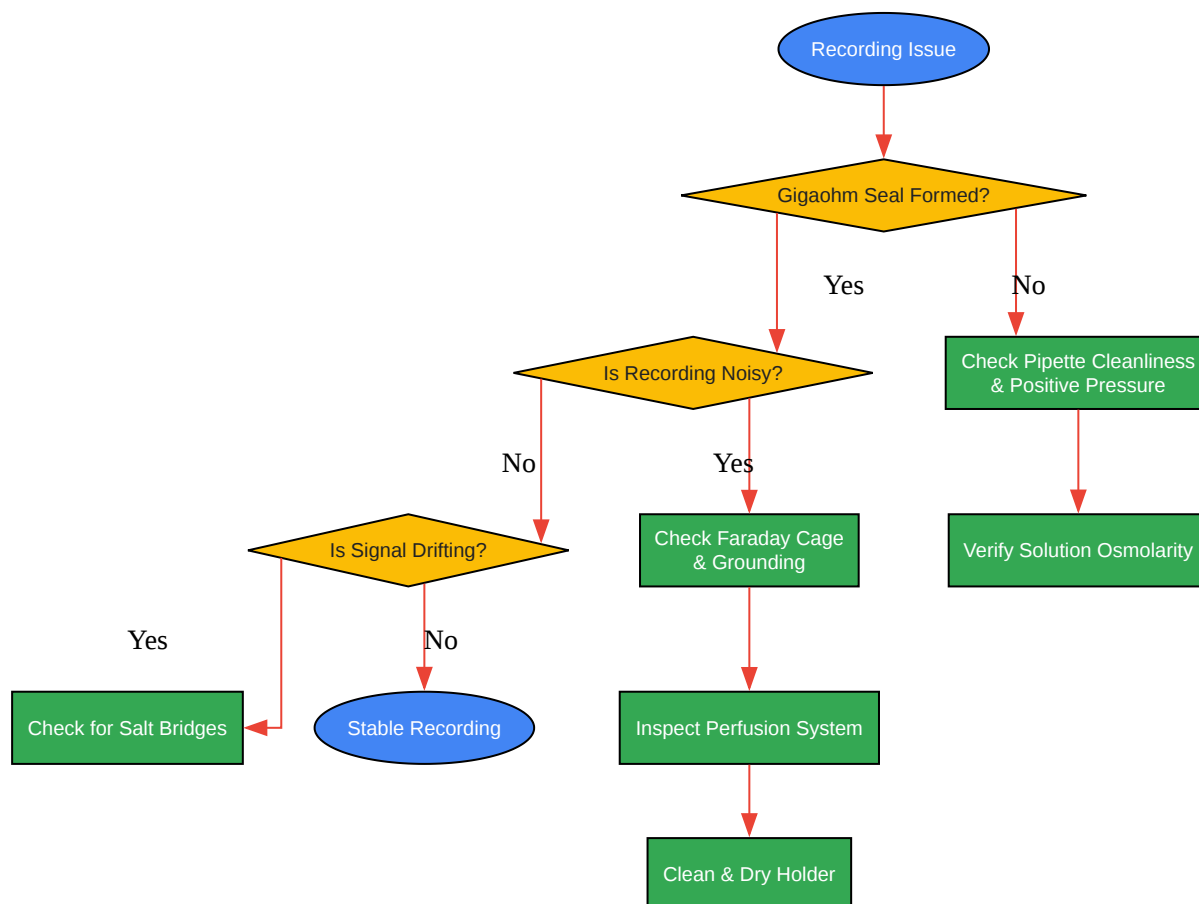 Recording Issue
Gigaohm Seal Formed?
Yes
No
Is Recording Noisy?
Check Pipette Cleanliness
& Positive Pressure
No
Yes
Is Signal Drifting?
Check Faraday Cage
& Grounding
Verify Solution Osmolarity
Yes
No
Check for Salt Bridges
Stable Recording
Inspect Perfusion System
Clean & Dry Holder